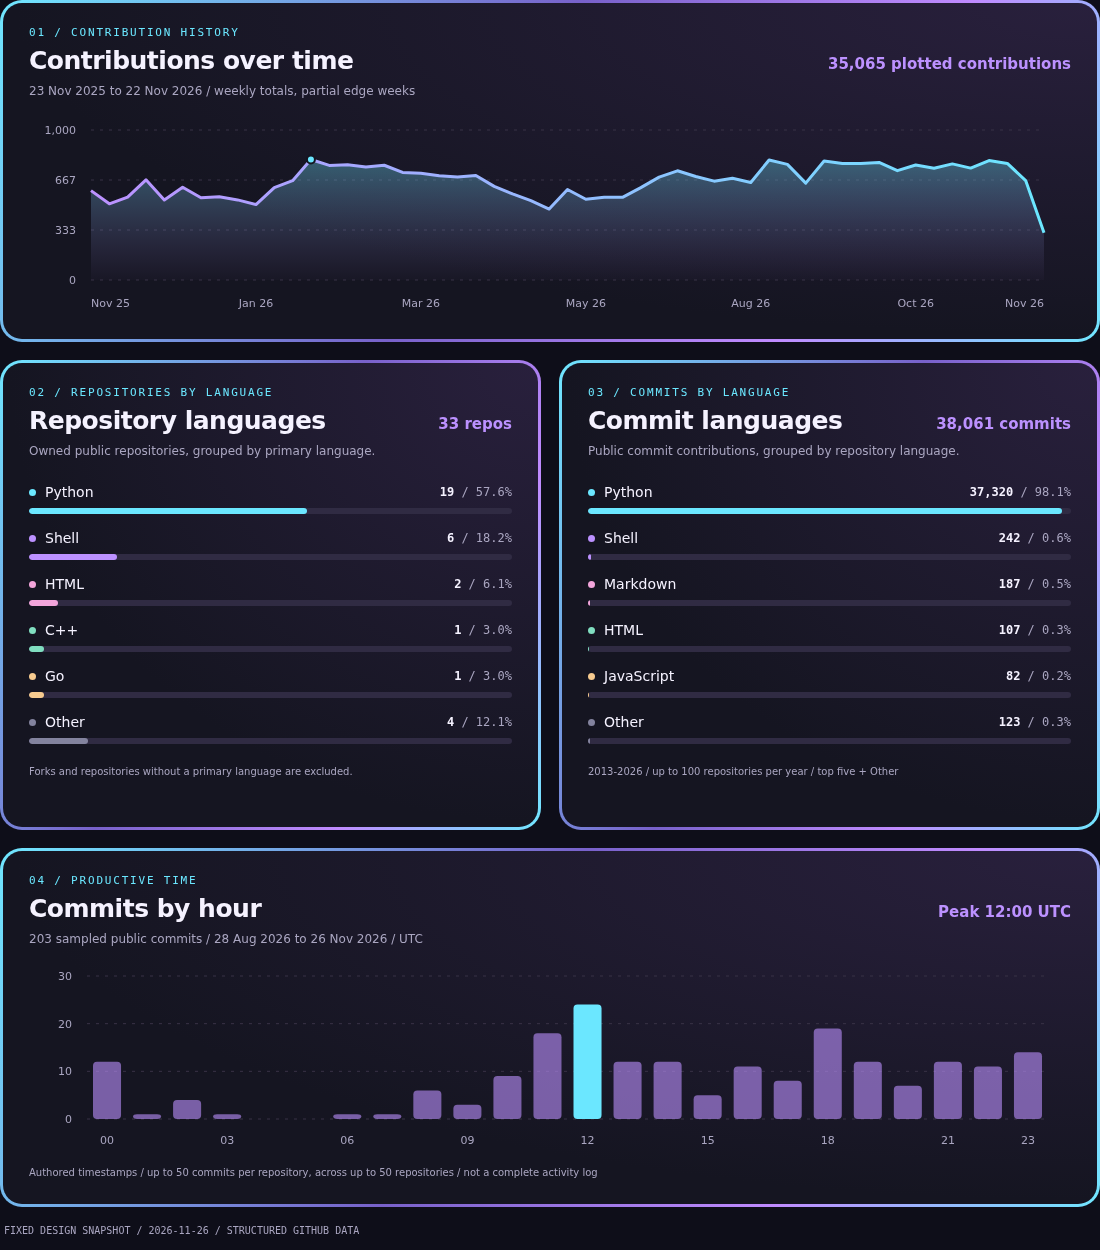 01 / CONTRIBUTION HISTORY
Contributions over time
35,065 plotted contributions
23 Nov 2025 to 22 Nov 2026 / weekly totals, partial edge weeks
1,000
667
333
0
Nov 25 Jan 26 Mar 26 May 26 Aug 26 Oct 26 Nov 26
02 / REPOSITORIES BY LANGUAGE
Repository languages
33 repos
Owned public repositories, grouped by primary language.
Python 19 / 57.6%
Shell 6 / 18.2%
HTML 2 / 6.1%
C++ 1 / 3.0%
Go 1 / 3.0%
Other 4 / 12.1%
Forks and repositories without a primary language are excluded.
03 / COMMITS BY LANGUAGE
Commit languages
38,061 commits
Public commit contributions, grouped by repository language.
Python 37,320 / 98.1%
Shell 242 / 0.6%
Markdown 187 / 0.5%
HTML 107 / 0.3%
JavaScript 82 / 0.2%
Other 123 / 0.3%
2013-2026 / up to 100 repositories per year / top five + Other
04 / PRODUCTIVE TIME
Commits by hour
Peak 12:00 UTC
203 sampled public commits / 28 Aug 2026 to 26 Nov 2026 / UTC
30
20
10
0
00 03 06 09 12 15 18 21 23
Authored timestamps / up to 50 commits per repository, across up to 50 repositories / not a complete activity log
FIXED DESIGN SNAPSHOT / 2026-11-26 / STRUCTURED GITHUB DATA